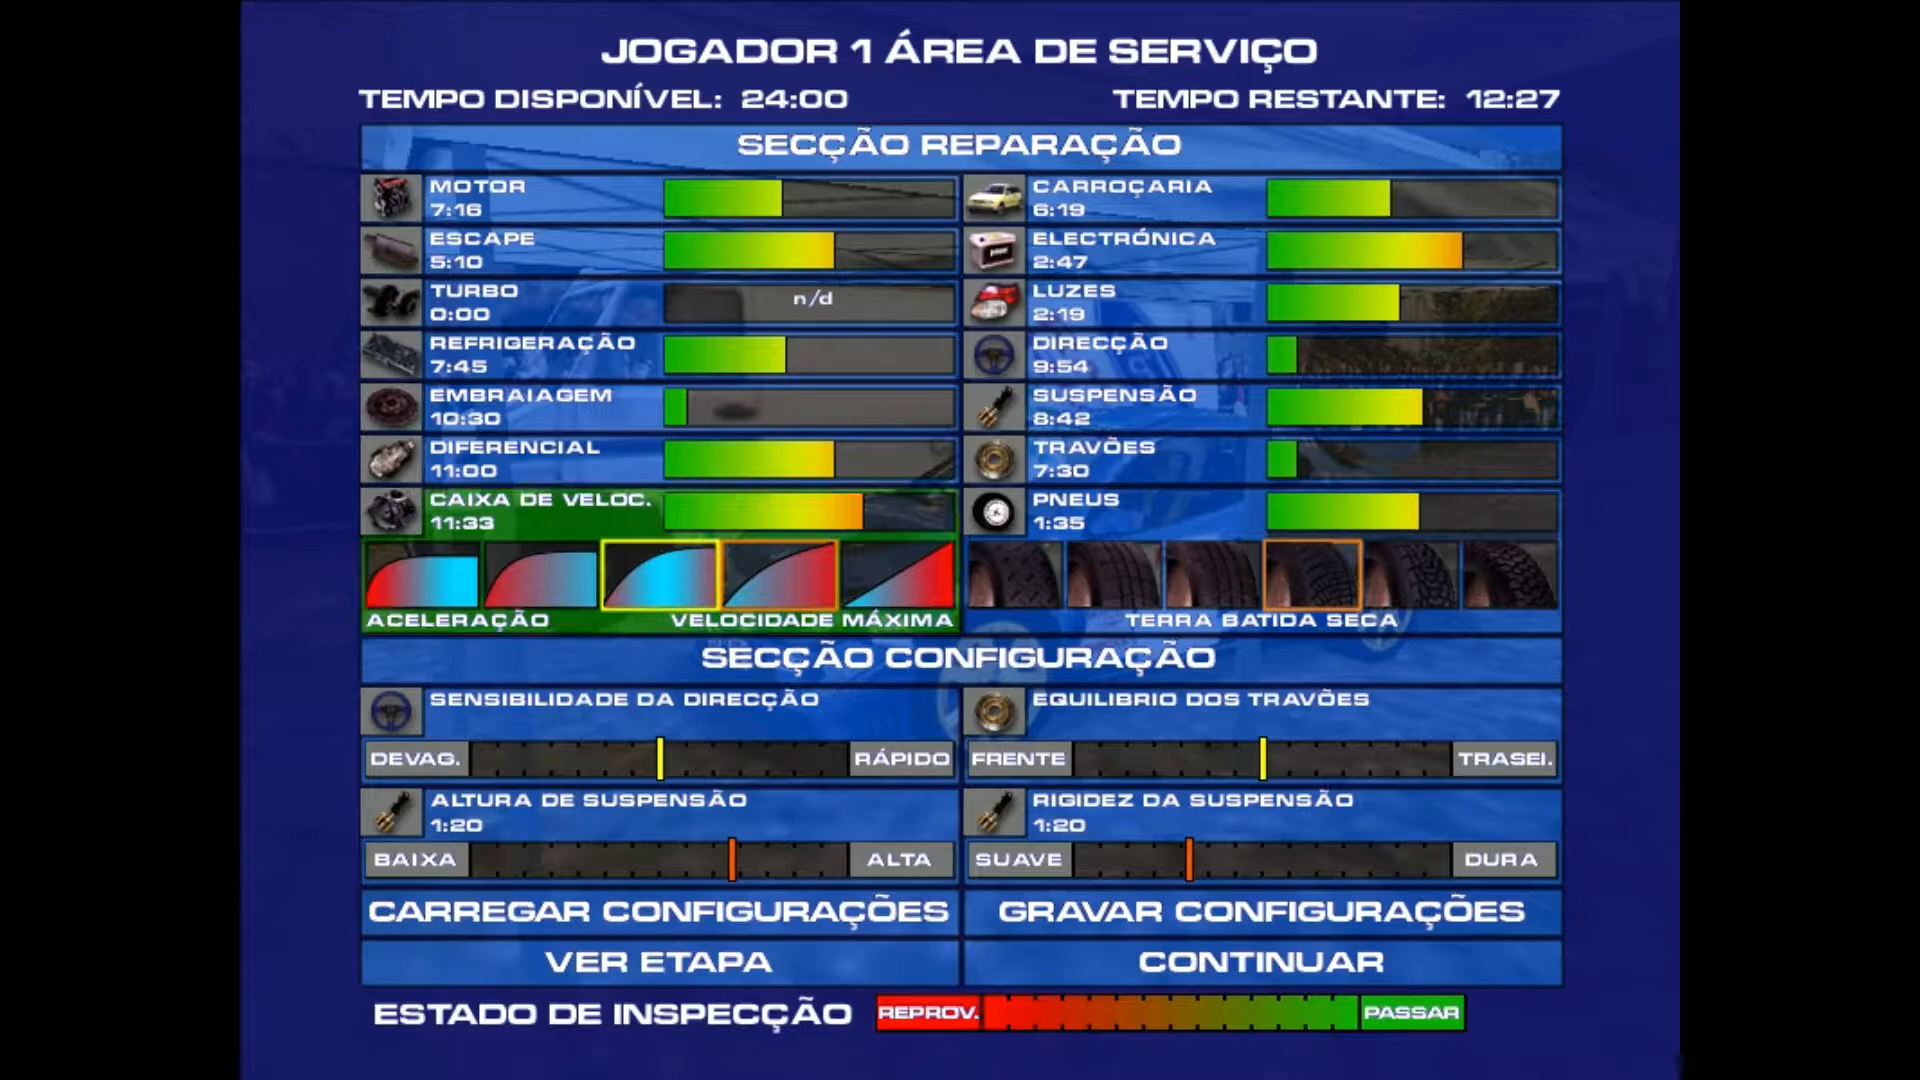 JOGADOR 1 ÁREA DE SERVIÇO
TEMPO DISPONÍVEL: 24:00
TEMPO RESTANTE: 12:27
SECÇÃO REPARAÇÃO
MOTOR
7:16
CARROÇARIA
6:19
ESCAPE
5:10
ELECTRÓNICA
2:47
TURBO
0:00
n/d
LUZES
2:19
REFRIGERAÇÃO
7:45
DIRECÇÃO
9:54
EMBRAIAGEM
10:30
SUSPENSÃO
8:42
DIFERENCIAL
11:00
TRAVÕES
7:30
CAIXA DE VELOC.
11:33
PNEUS
1:35
ACELERAÇÃO
VELOCIDADE MÁXIMA
TERRA BATIDA SECA
SECÇÃO CONFIGURAÇÃO
SENSIBILIDADE DA DIRECÇÃO
EQUILIBRIO DOS TRAVÕES
DEVAG.
RÁPIDO
FRENTE
TRASEI.
ALTURA DE SUSPENSÃO
1:20
RIGIDEZ DA SUSPENSÃO
1:20
BAIXA
ALTA
SUAVE
DURA
CARREGAR CONFIGURAÇÕES
GRAVAR CONFIGURAÇÕES
VER ETAPA
CONTINUAR
ESTADO DE INSPECÇÃO
REPROV.
PASSAR